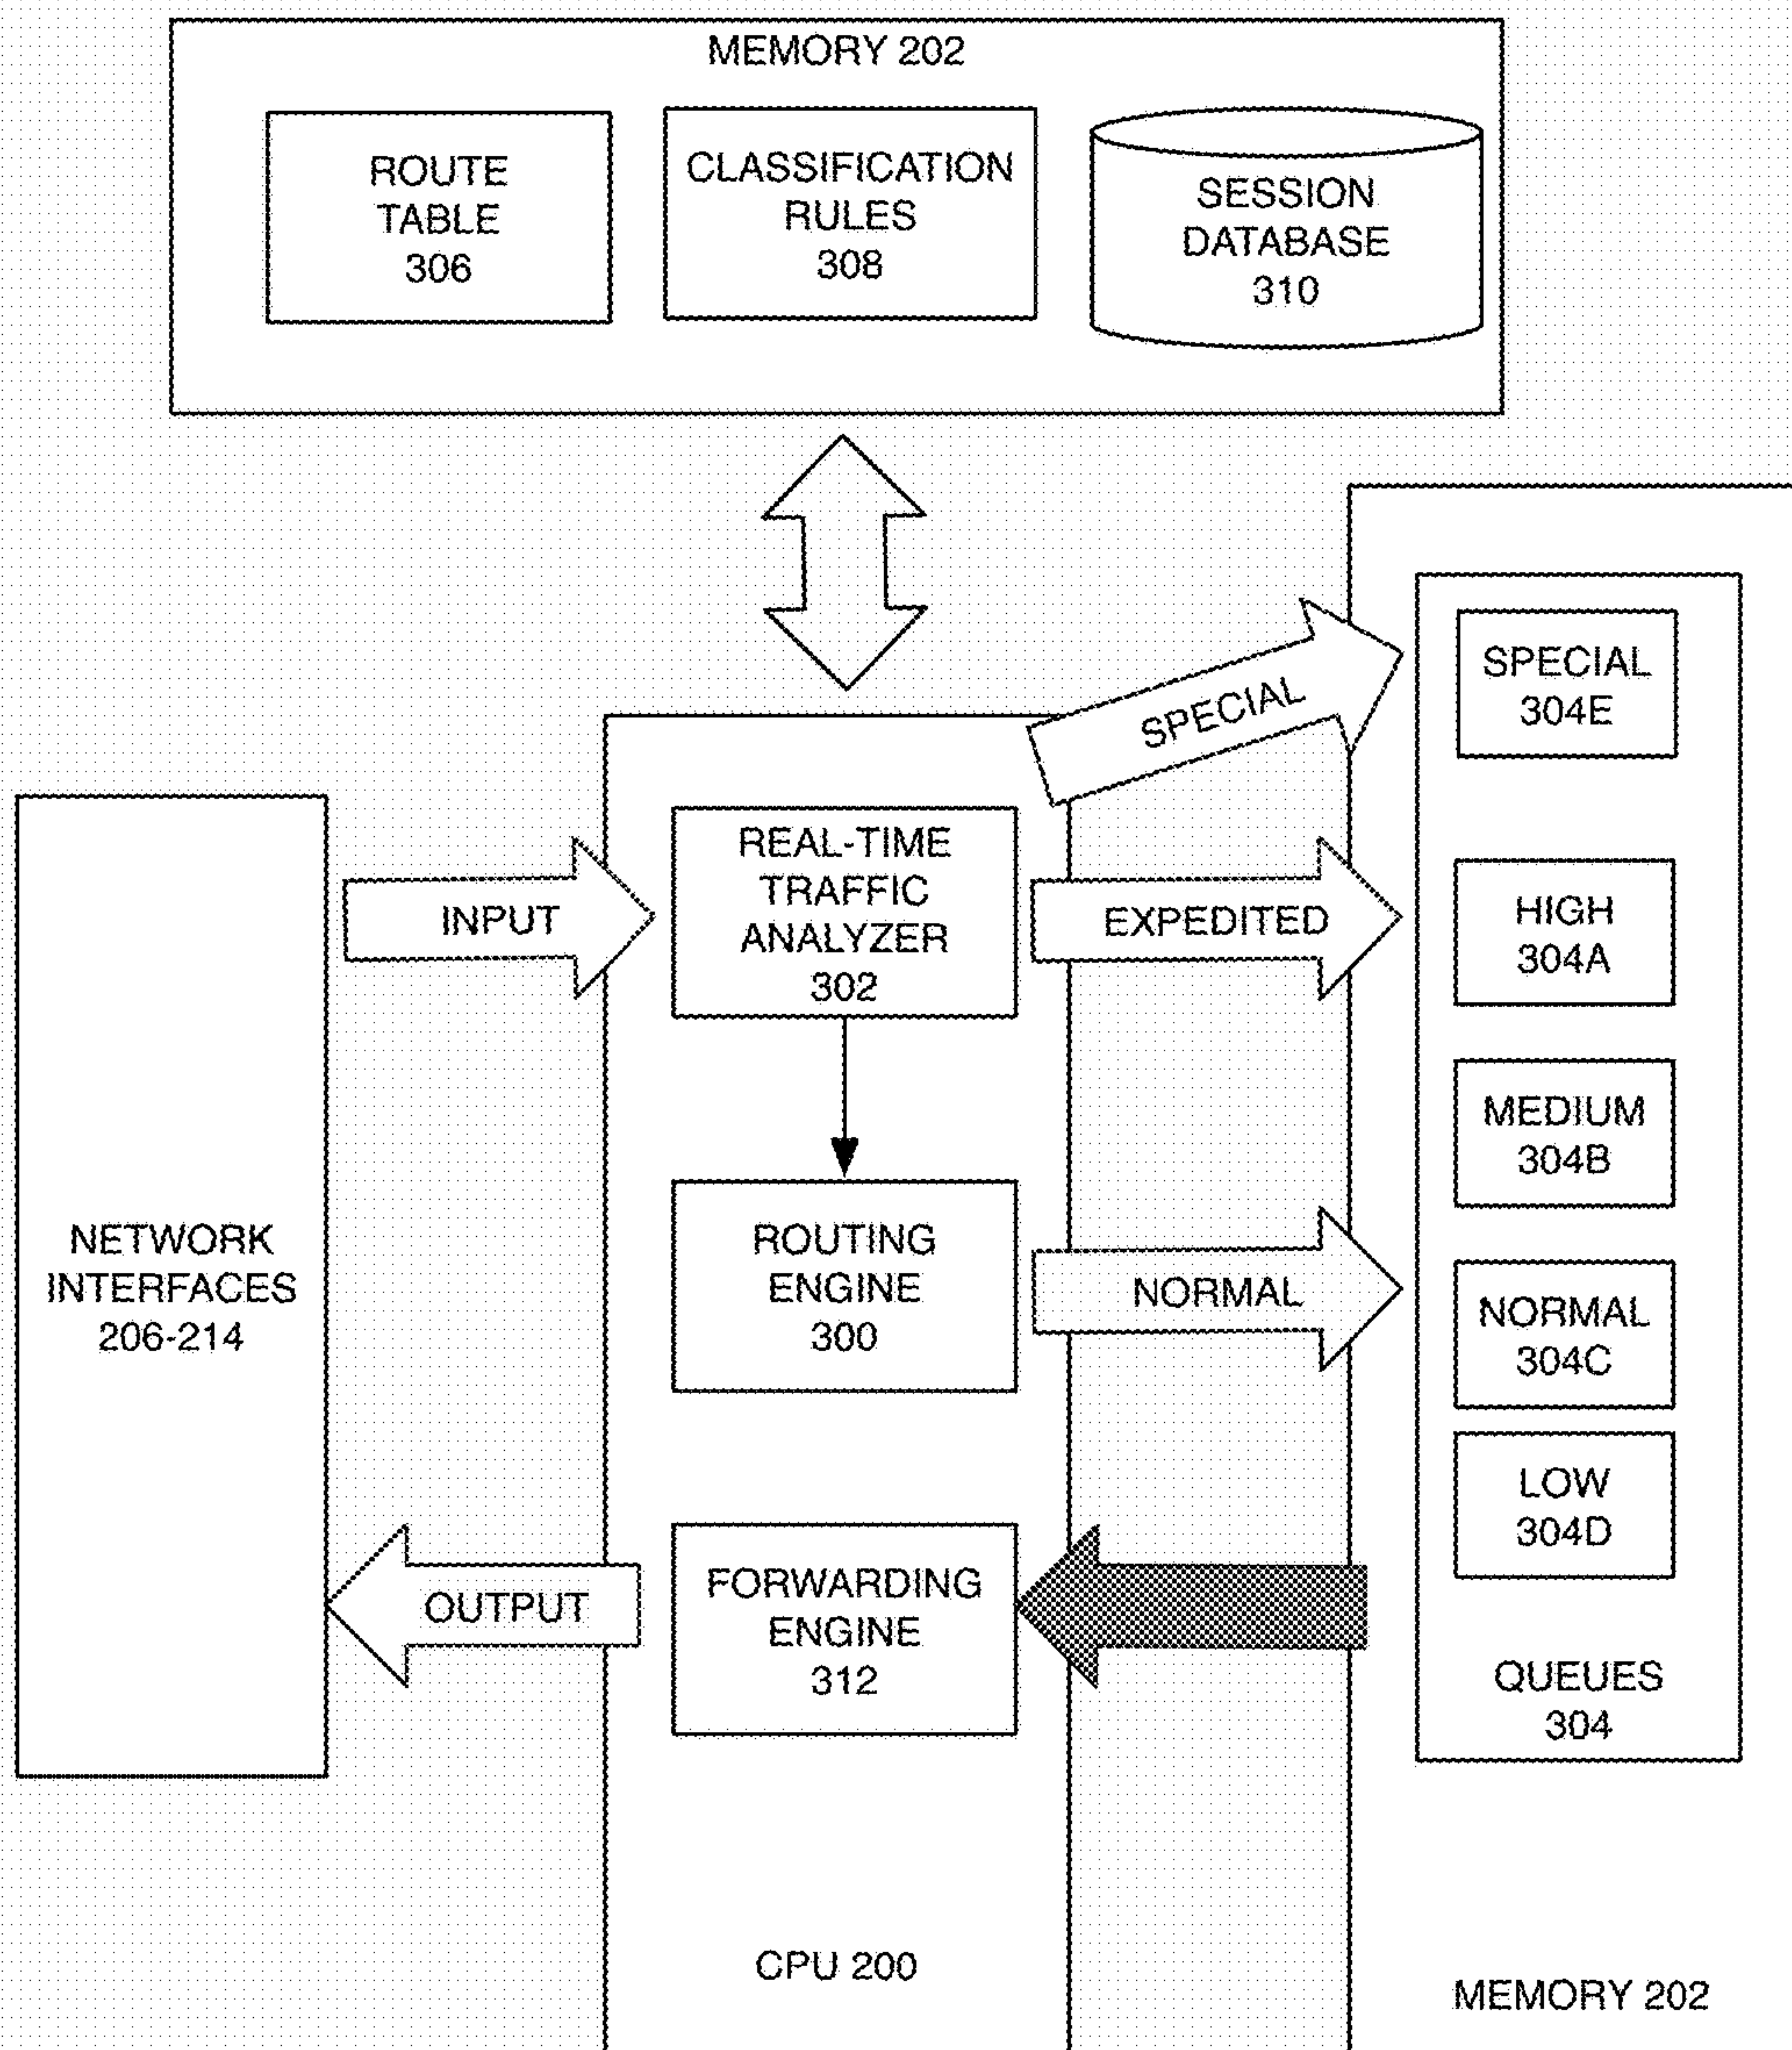 MEMORY 202
ROUTE
TABLE
306
CLASSIFICATION
RULES
308
SESSION
DATABASE
310
SPECIAL
SPECIAL
304E
REAL-TIME
TRAFFIC
ANALYZER
302
INPUT
EXPEDITED
HIGH
304A
MEDIUM
304B
NETWORK
INTERFACES
206-214
ROUTING
ENGINE
300
NORMAL
NORMAL
304C
LOW
304D
OUTPUT
FORWARDING
ENGINE
312
QUEUES
304
CPU 200
MEMORY 202